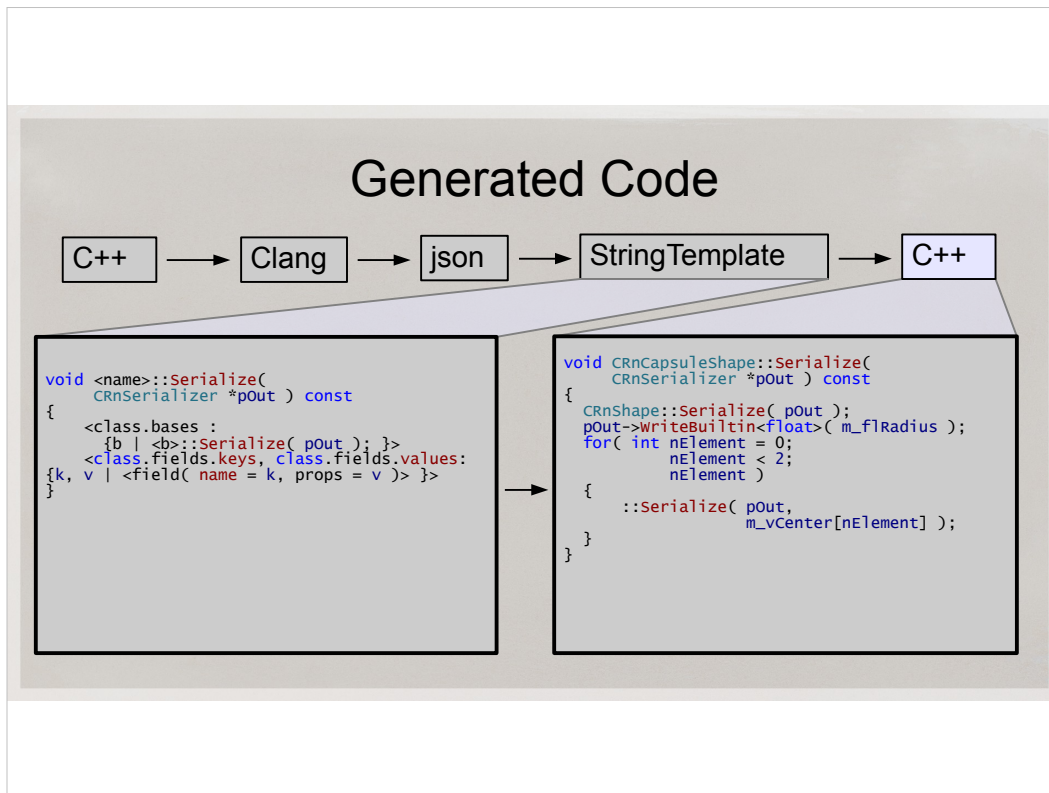 Generated Code
C++ Clang json StringTemplate C++
void <name>::Serialize(
CRnSerializer *pOut ) const
{
<class.bases :
{b | <b>::Serialize( pOut ); }>
<class.fields.keys, class.fields.values:
{k, v | <field( name = k, props = v )> }>
}
void CRnCapsuleShape::Serialize(
CRnSerializer *pOut ) const
{
CRnShape::Serialize( pOut );
pOut->WriteBuiltin<float>( m_flRadius );
for( int nElement = 0;
nElement < 2;
nElement )
{
::Serialize( pOut,
m_vCenter[nElement] );
}
}